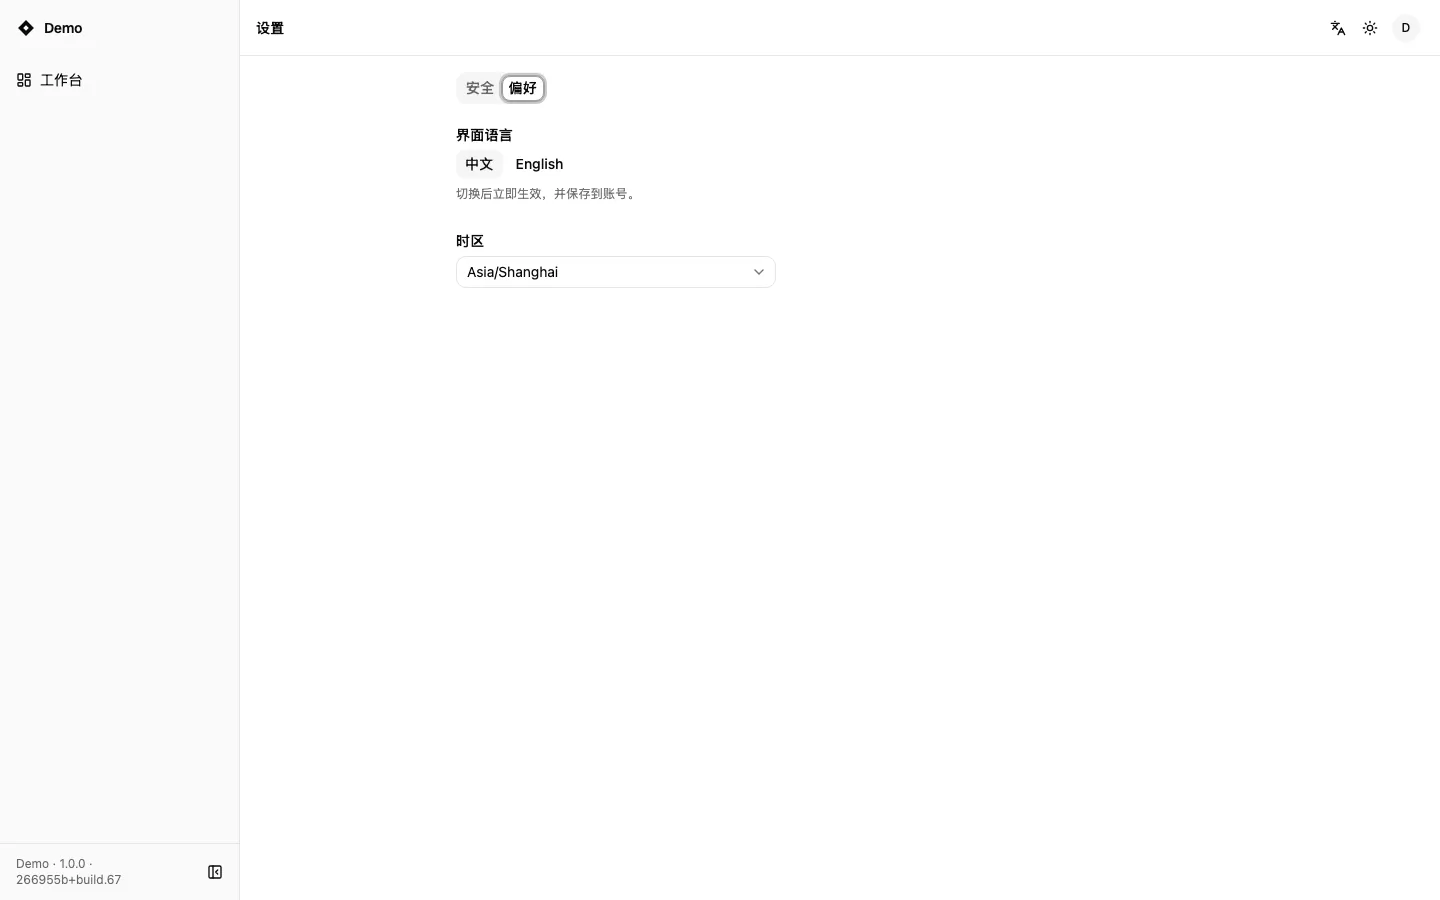 Demo
设置
D
工作台
安全 偏好
界面语言
中文 English
切换后立即生效，并保存到账号。
时区
Asia/Shanghai
Demo · 1.0.0 ·
266955b+build.67